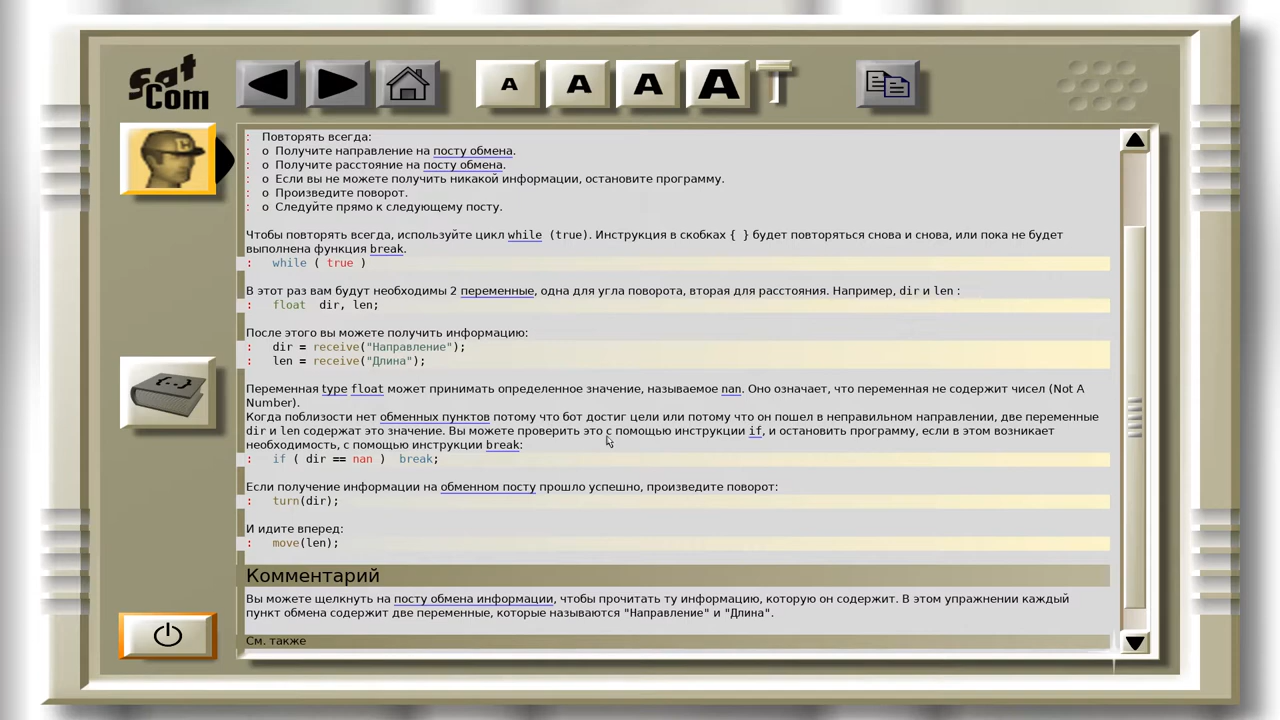 Sat
Com
A A A A
: Повторять всегда:
: o Получите направление на посту обмена.
: o Получите расстояние на посту обмена.
: o Если вы не можете получить никакой информации, остановите программу.
: o Произведите поворот.
: o Следуйте прямо к следующему посту.
Чтобы повторять всегда, используйте цикл while (true). Инструкция в скобках { } будет повторяться снова и снова, или пока не будет
выполнена функция break.
: while ( true )
В этот раз вам будут необходимы 2 переменные, одна для угла поворота, вторая для расстояния. Например, dir и len :
: float dir, len;
После этого вы можете получить информацию:
: dir = receive("Направление");
: len = receive("Длина");
Переменная type float может принимать определенное значение, называемое nan. Оно означает, что переменная не содержит чисел (Not A
Number).
Когда поблизости нет обменных пунктов потому что бот достиг цели или потому что он пошел в неправильном направлении, две переменные
dir и len содержат это значение. Вы можете проверить это с помощью инструкции if, и остановить программу, если в этом возникает
необходимость, с помощью инструкции break:
: if ( dir == nan ) break;
Если получение информации на обменном посту прошло успешно, произведите поворот:
: turn(dir);
И идите вперед:
: move(len);
Комментарий
Вы можете щелкнуть на посту обмена информации, чтобы прочитать ту информацию, которую он содержит. В этом упражнении каждый
пункт обмена содержит две переменные, которые называются "Направление" и "Длина".
См. также
{..}